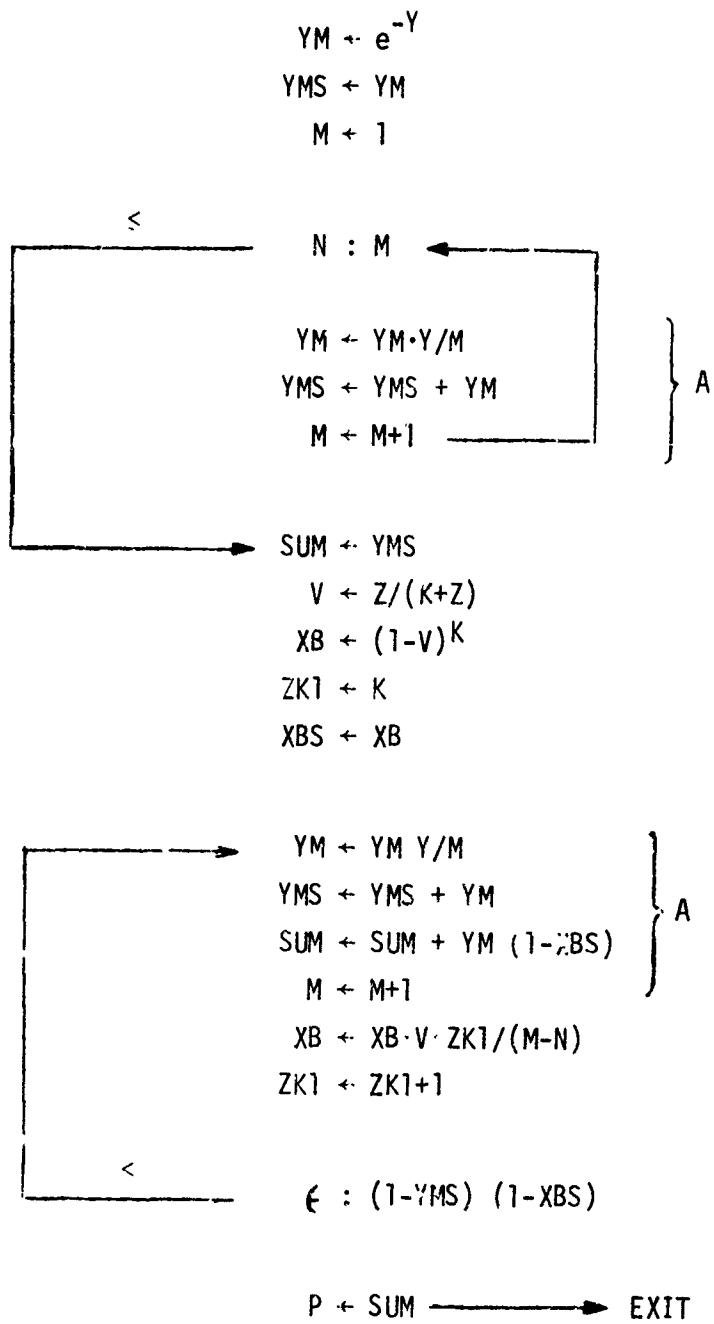 YM ← e^-Y
YMS ← YM
M ← 1
≤
N : M
YM ← YM·Y/M
YMS ← YMS + YM
A
M ← M+1
SUM ← YMS
V ← Z/(K+Z)
XB ← (1-V)^K
ZK1 ← K
XBS ← XB
YM ← YM Y/M
YMS ← YMS + YM
A
SUM ← SUM + YM (1-XBS)
M ← M+1
XB ← XB·V·ZK1/(M-N)
ZK1 ← ZK1+1
<
ϵ : (1-YMS) (1-XBS)
P ← SUM → EXIT